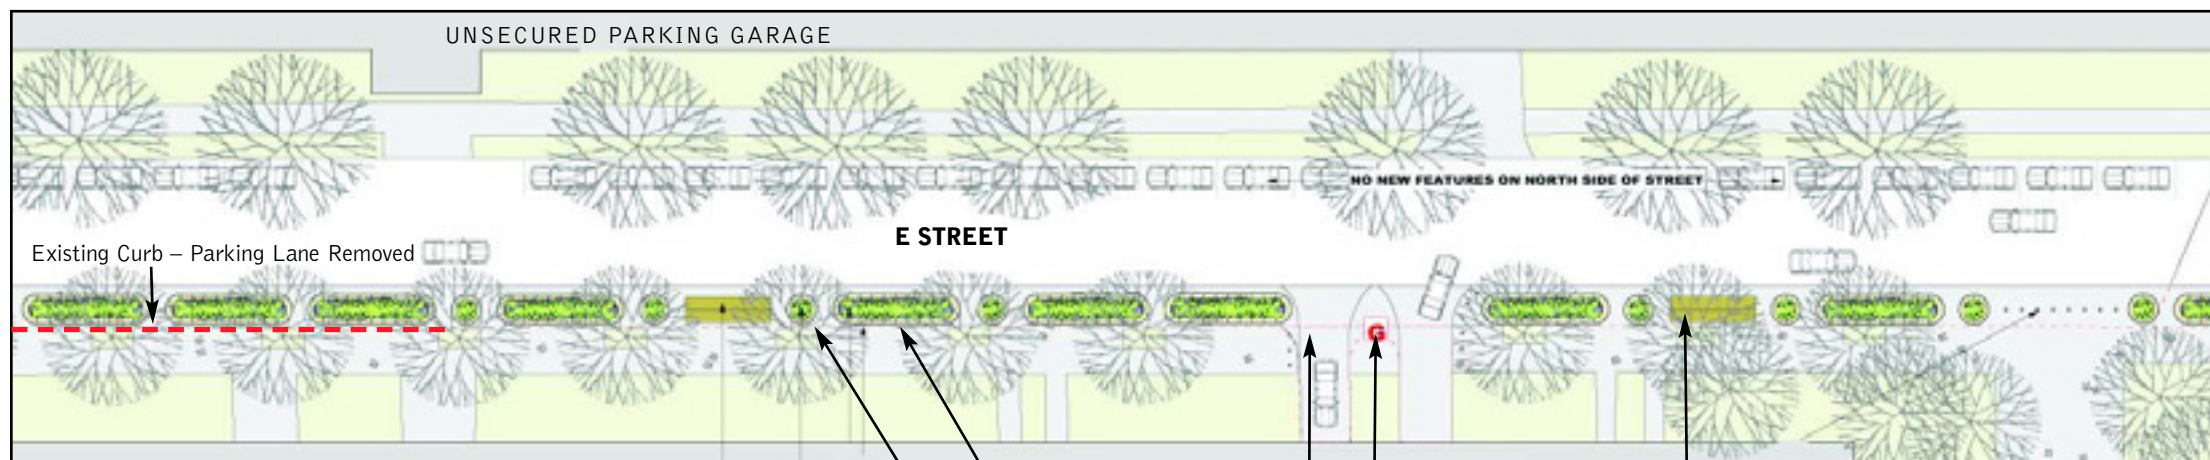 UNSECURED PARKING GARAGE
NO NEW FEATURES ON NORTH SIDE OF STREET
E STREET
Existing Curb – Parking Lane Removed
G